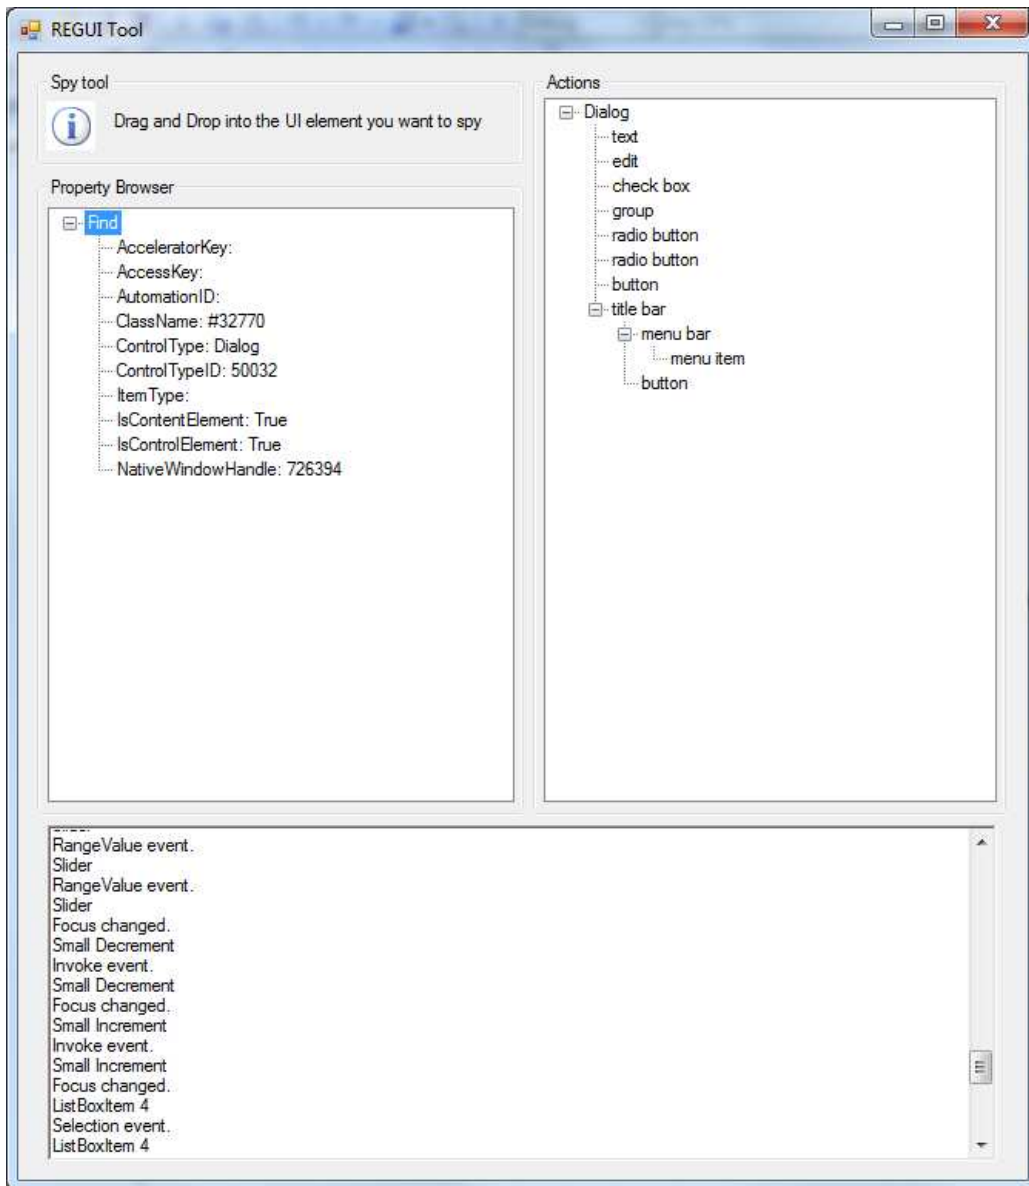 REGUI Tool
Spy tool
Drag and Drop into the UI element you want to spy
Property Browser
Find
AcceleratorKey:
AccessKey:
AutomationID:
ClassName: #32770
ControlType: Dialog
ControlTypeID: 50032
ItemType:
IsContentElement: True
IsControlElement: True
NativeWindowHandle: 726394
Actions
Dialog
text
edit
check box
group
radio button
radio button
button
title bar
menu bar
menu item
button
RangeValue event.
Slider
RangeValue event.
Slider
Focus changed.
Small Decrement
Invoke event.
Small Decrement
Focus changed.
Small Increment
Invoke event.
Small Increment
Focus changed.
ListBoxItem 4
Selection event.
ListBoxItem 4